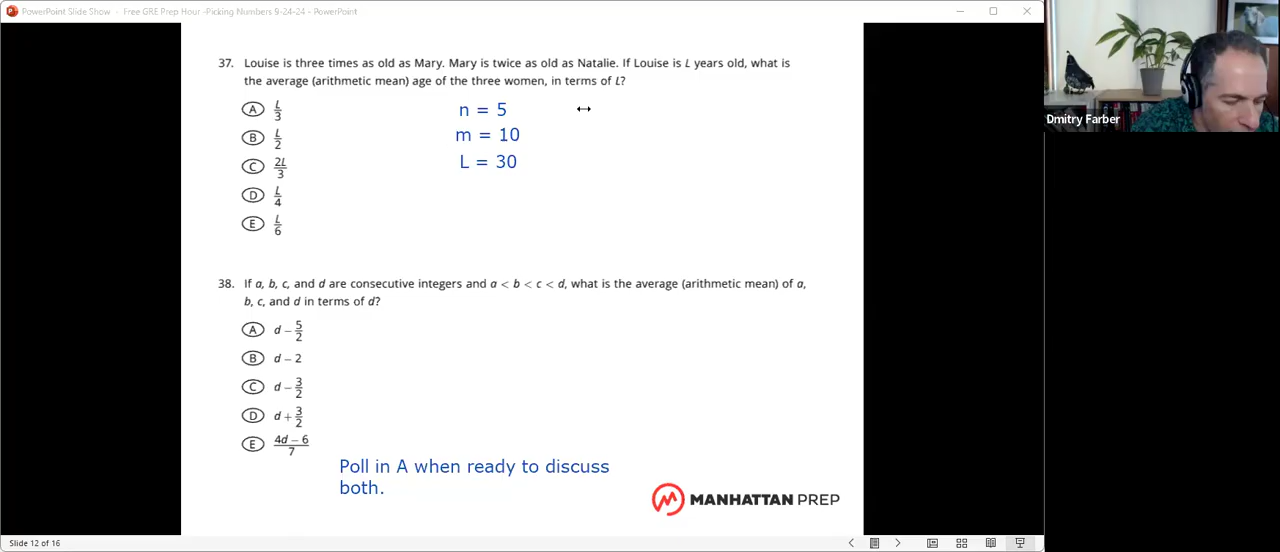 PowerPoint Slide Show - Free GRE Prep Hour -Picking Numbers 9-24-24 - PowerPoint
37. Louise is three times as old as Mary. Mary is twice as old as Natalie. If Louise is L years old, what is
the average (arithmetic mean) age of the three women, in terms of L?
A L/3
B L/2
C 2L/3
D L/4
E L/6
n = 5
m = 10
L = 30
38. If a, b, c, and d are consecutive integers and a < b < c < d, what is the average (arithmetic mean) of a,
b, c, and d in terms of d?
A d − 5/2
B d − 2
C d − 3/2
D d + 3/2
E 4d − 6/7
Poll in A when ready to discuss
both.
MANHATTAN PREP
Dmitry Farber
Slide 12 of 16